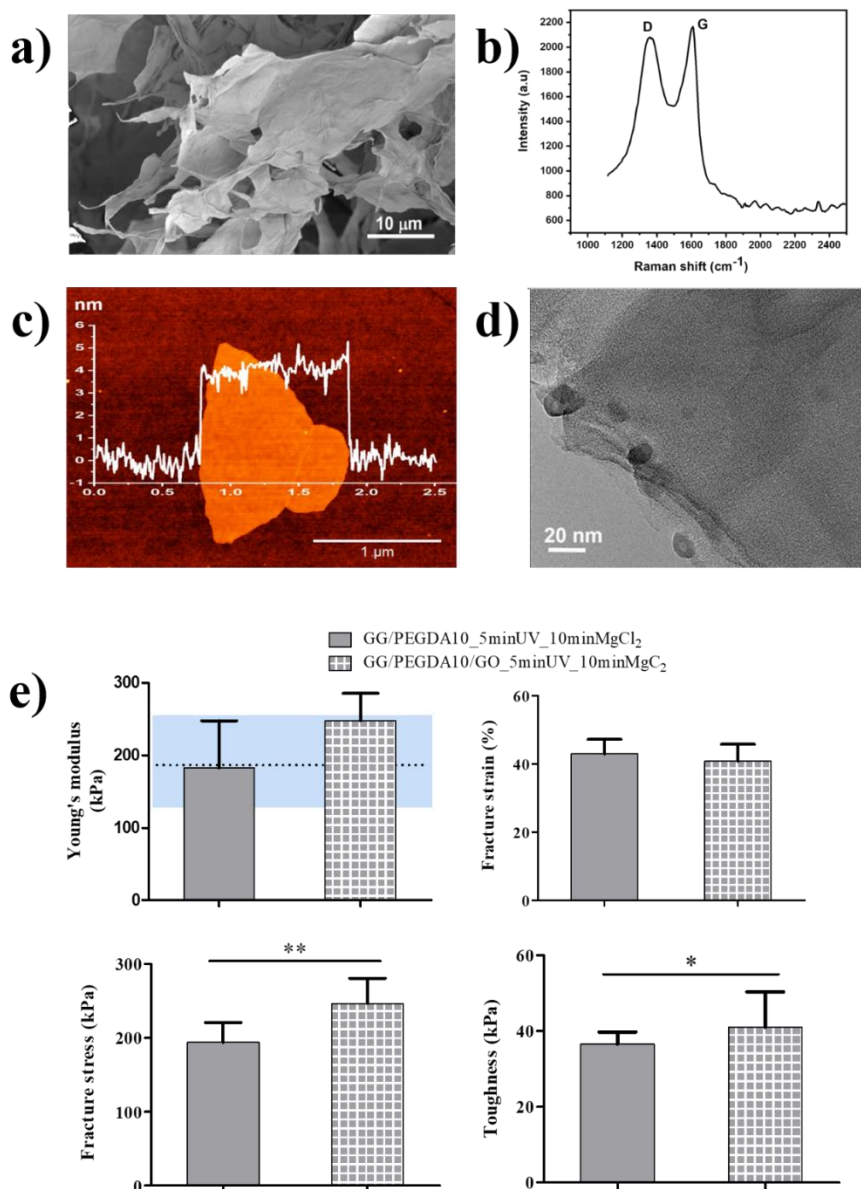 a)
10 μm
b)
D
G
Intensity (a.u)
2200
2000
1800
1600
1400
1200
1000
800
600
1000 1200 1400 1600 1800 2000 2200 2400
Raman shift (cm-1)
c)
nm
6
5
4
3
2
1
0
-1
0.0 0.5 1.0 1.5 2.0 2.5
1 µm
d)
20 nm
GG/PEGDA10_5minUV_10minMgCl2
GG/PEGDA10/GO_5minUV_10minMgC2
e)
Young's modulus
(kPa)
300
200
100
0
Fracture strain (%)
60
40
20
0
Fracture stress (kPa)
300
200
100
0
**
Toughness (kPa)
60
40
20
0
*